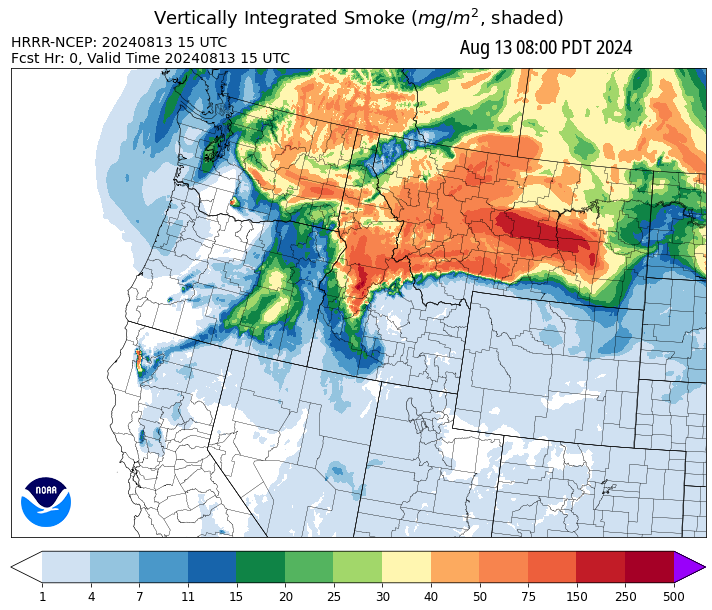 Vertically Integrated Smoke (mg/m², shaded)
HRRR-NCEP: 20240813 15 UTC
Fcst Hr: 0, Valid Time 20240813 15 UTC
Aug 13 08:00 PDT 2024
NOAA
1 4 7 11 15 20 25 30 40 50 75 150 250 500